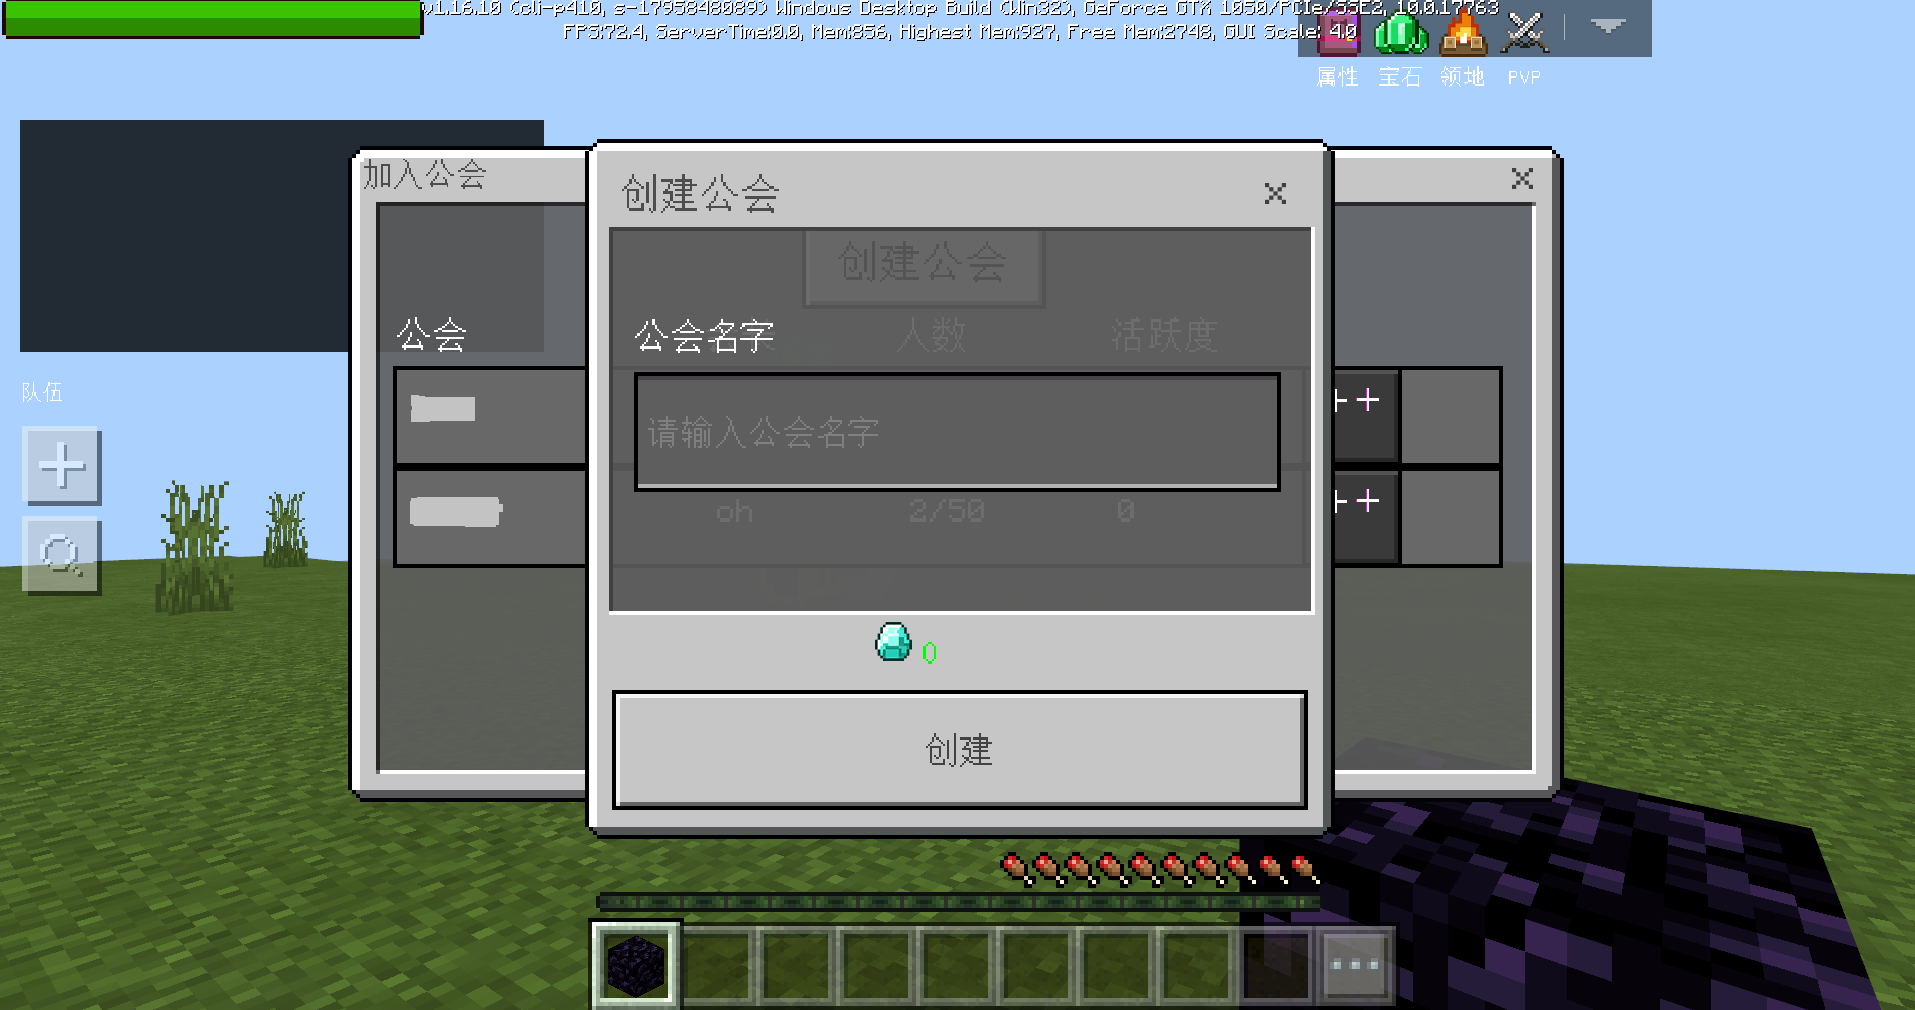 v1.16.10 (cli-p410, s-1795848089) Windows Desktop Build (Win32), GeForce GTX 1050/PCIe/SSE2, 10.0.17763
FPS:72.4, ServerTime:0.0, Mem:856, Highest Mem:927, Free Mem:2748, GUI Scale: 4.0
属性 宝石 领地 PVP
加入公会
创建公会
创建公会
公会
公会名字
人数
活跃度
队伍
请输入公会名字
oh 2/50 0
0
创建